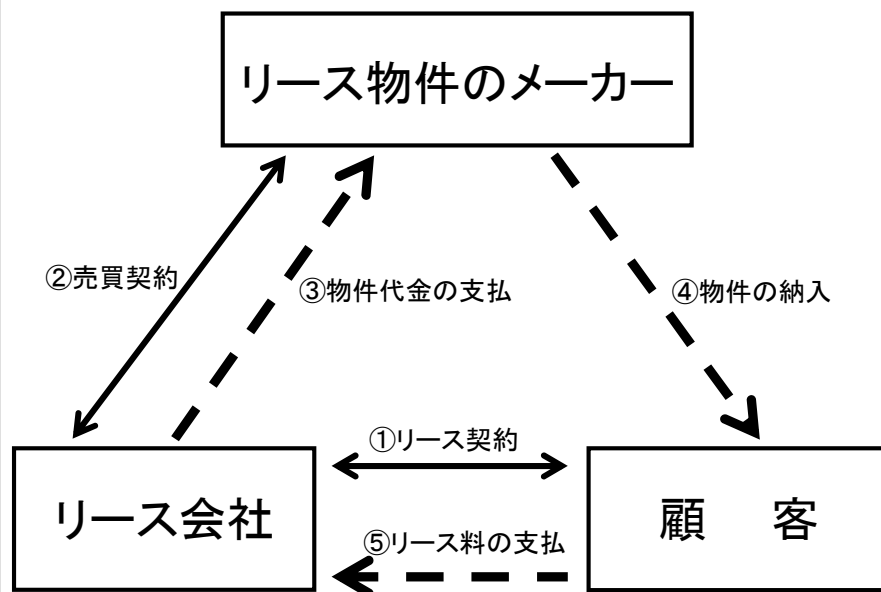 リース物件のメーカー
②売買契約
③物件代金の支払
④物件の納入
①リース契約
リース会社
顧　客
⑤リース料の支払